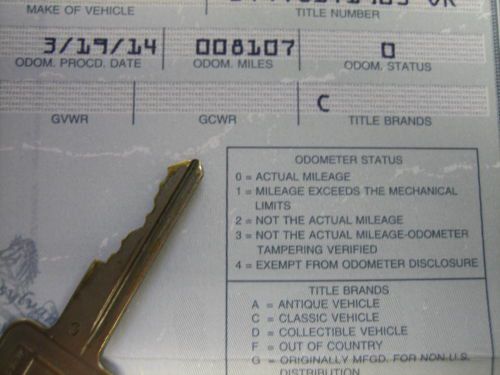 MAKE OF VEHICLE
TITLE NUMBER
3/19/14 008107 0
ODOM. PROCD. DATE ODOM. MILES ODOM. STATUS
C
GVWR GCWR TITLE BRANDS
ODOMETER STATUS
0 = ACTUAL MILEAGE
1 = MILEAGE EXCEEDS THE MECHANICAL
LIMITS
2 = NOT THE ACTUAL MILEAGE
3 = NOT THE ACTUAL MILEAGE-ODOMETER
TAMPERING VERIFIED
4 = EXEMPT FROM ODOMETER DISCLOSURE
TITLE BRANDS
A = ANTIQUE VEHICLE
C = CLASSIC VEHICLE
D = COLLECTIBLE VEHICLE
F = OUT OF COUNTRY
G = ORIGINALLY MFGD. FOR NON-U.S.
DISTRIBUTION